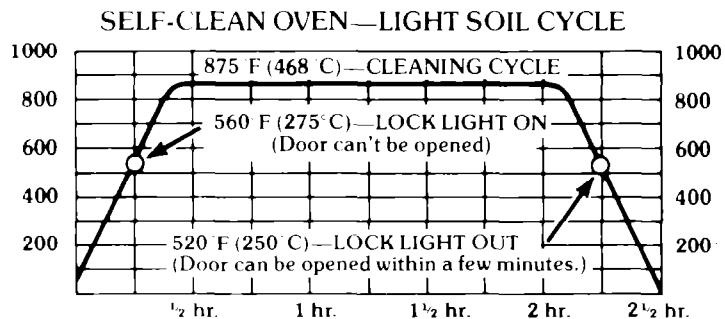 SELF-CLEAN OVEN—LIGHT SOIL CYCLE
1000 1000
875°F (468°C)—CLEANING CYCLE
800 800
560°F (275°C)—LOCK LIGHT ON
(Door can't be opened)
600 600
400 400
520°F (250°C)—LOCK LIGHT OUT
(Door can be opened within a few minutes.)
200 200
½ hr. 1 hr. 1½ hr. 2 hr. 2½ hr.